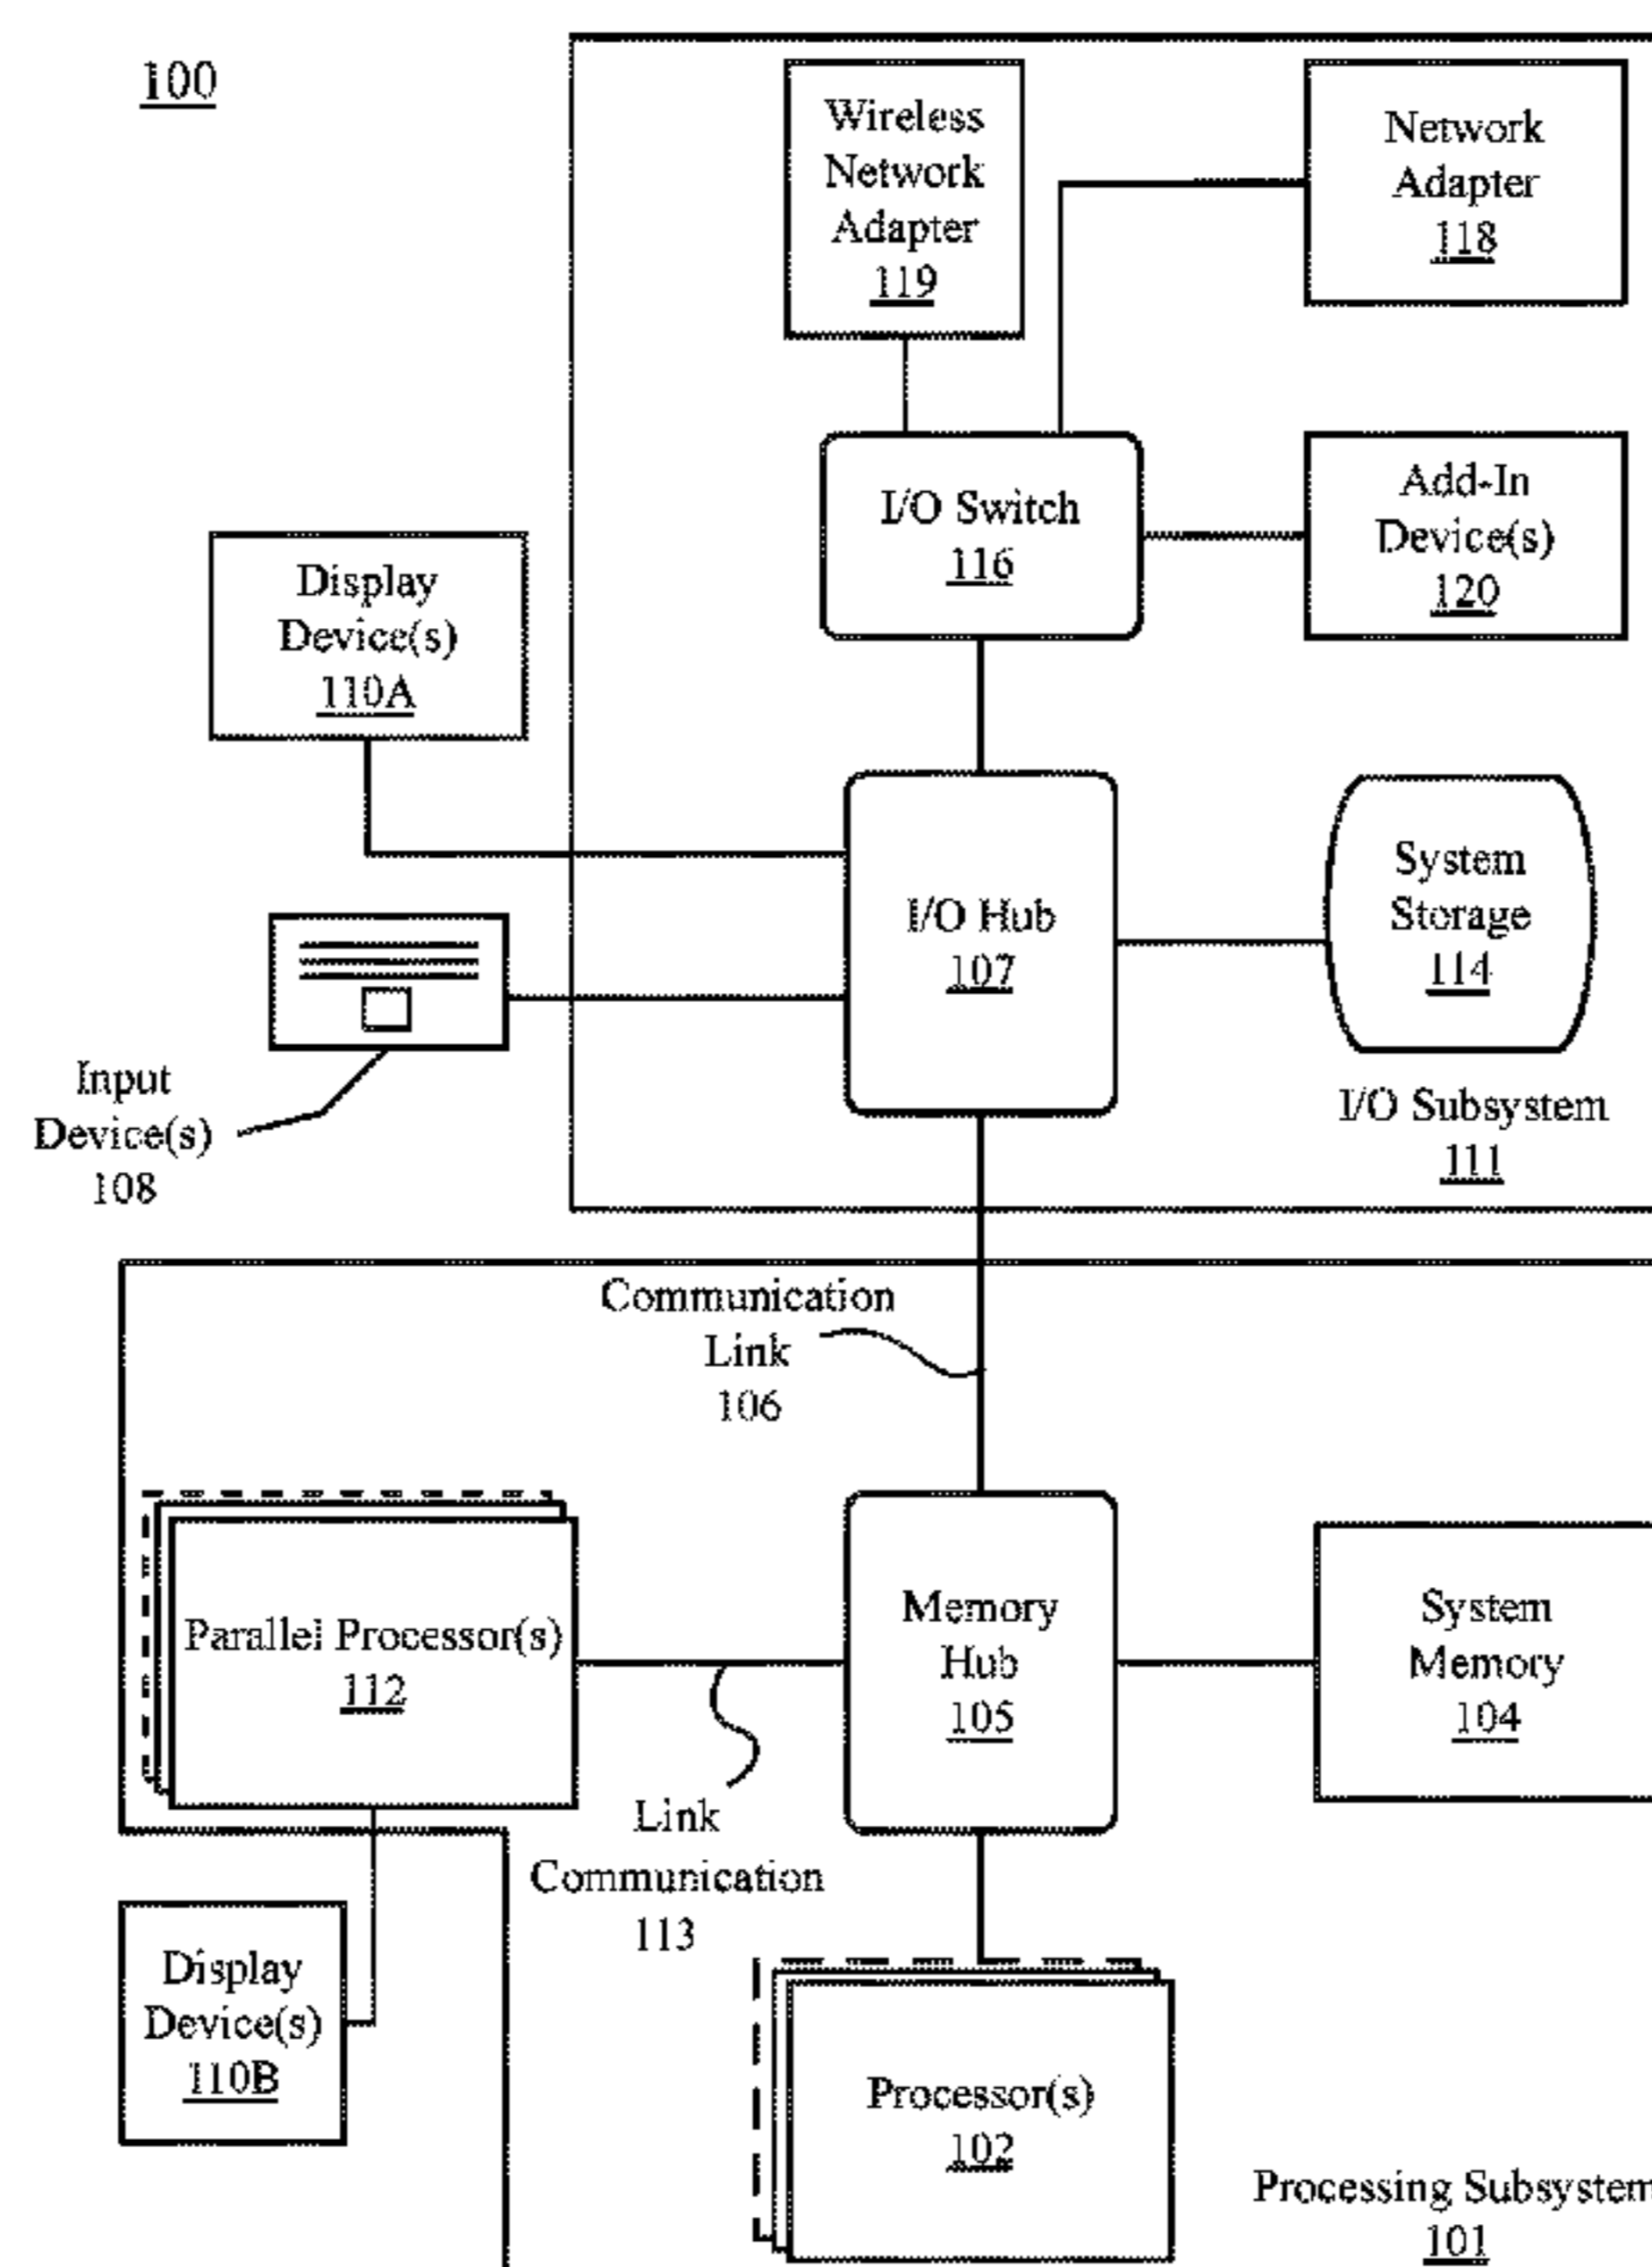 100
Wireless
Network
Adapter
119
Network
Adapter
118
I/O Switch
116
Add-In
Device(s)
120
Display
Device(s)
110A
I/O Hub
107
System
Storage
114
Input
Device(s)
108
I/O Subsystem
111
Communication
Link
106
Parallel Processor(s)
112
Memory
Hub
105
System
Memory
104
Link
Communication
113
Display
Device(s)
110B
Processor(s)
102
Processing Subsystem
101